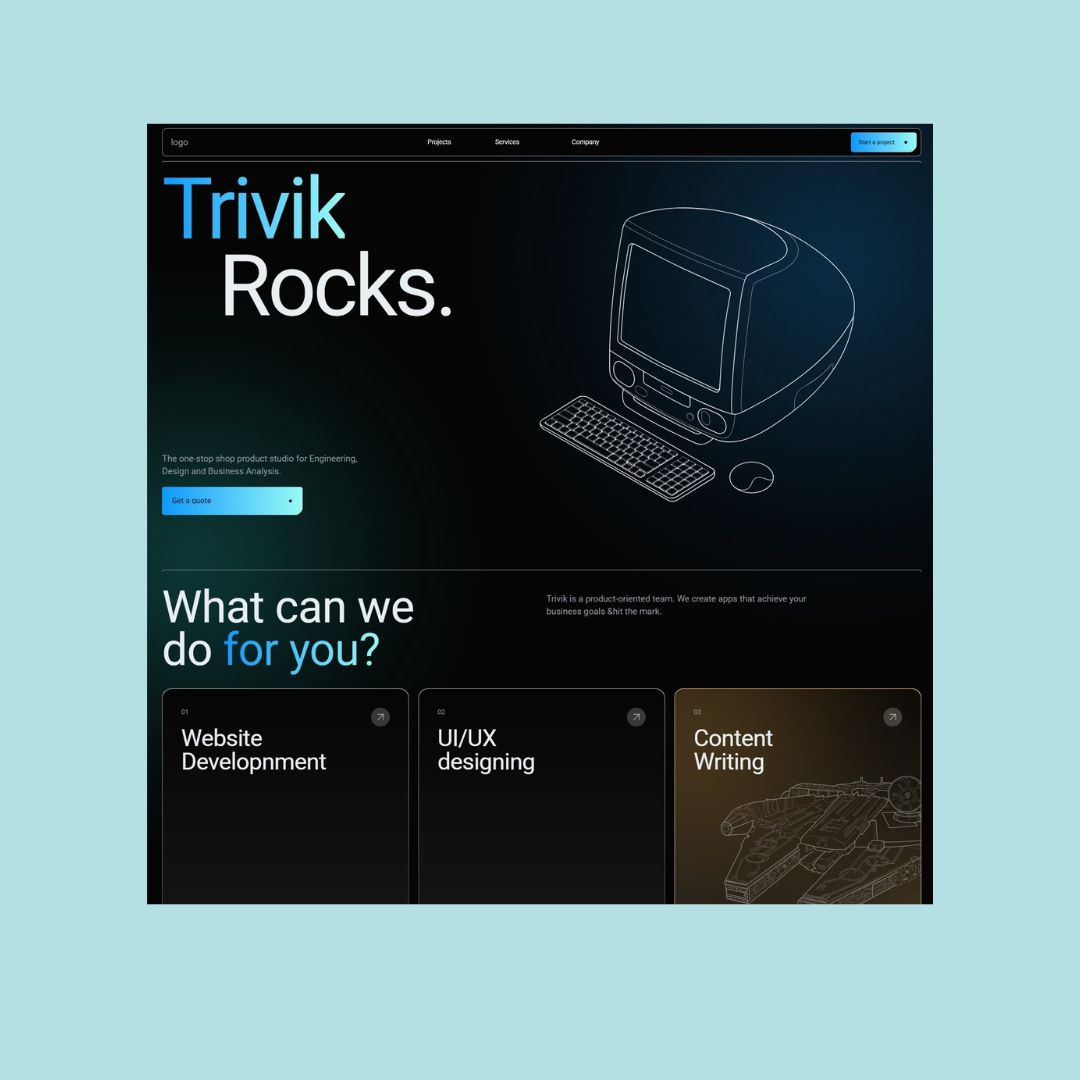 logo
Projects
Services
Company
Start a project
Trivik
Rocks.
The one-stop shop product studio for Engineering,
Design and Business Analysis.
Get a quote
What can we
do for you?
Trivik is a product-oriented team. We create apps that achieve your
business goals &hit the mark.
01
Website
Developnment
02
UI/UX
designing
03
Content
Writing